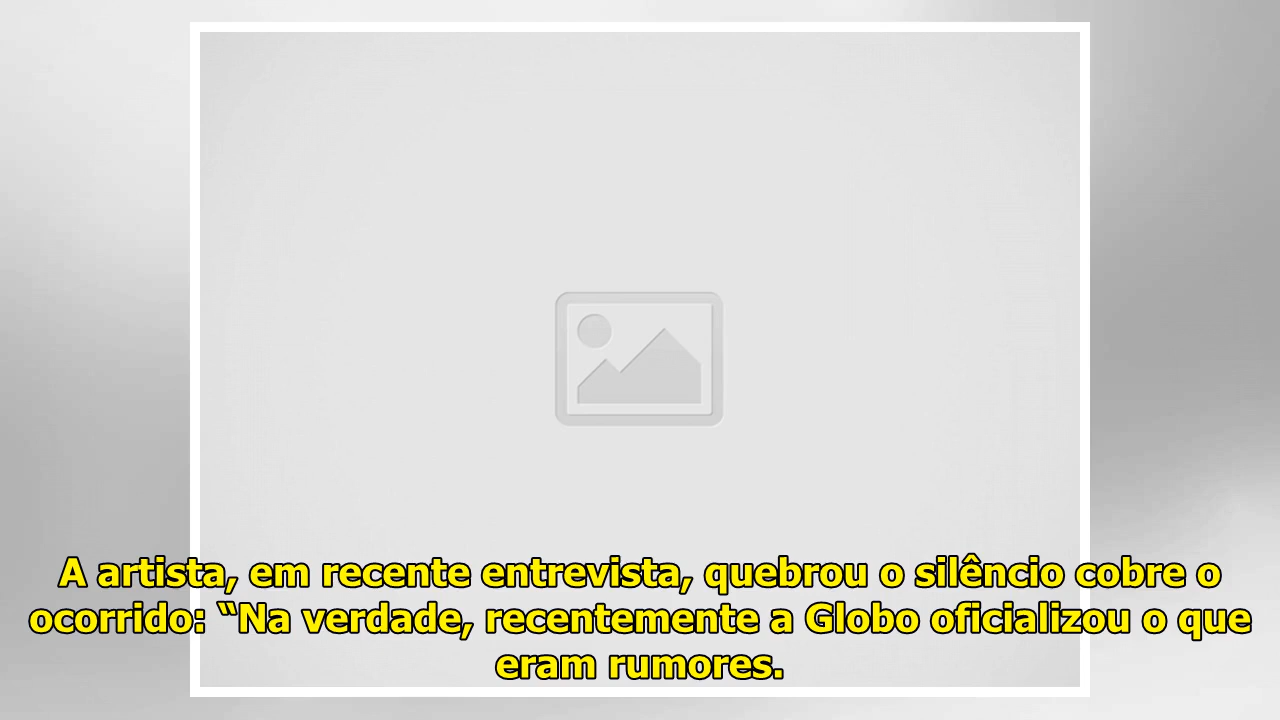 A artista, em recente entrevista, quebrou o silêncio cobre o
ocorrido: “Na verdade, recentemente a Globo oficializou o que
eram rumores.